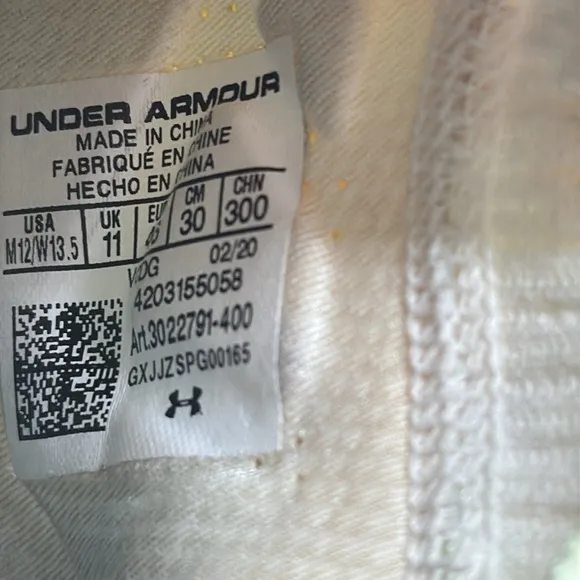 UNDER ARMOUR
MADE IN CHINA
FABRIQUÉ EN CHINE
HECHO EN CHINA
USA UK EU CM CHN
M12/W13.5 11 30 300
02/20
4203155058
Art.3022791-400
GXJJZSPG00165